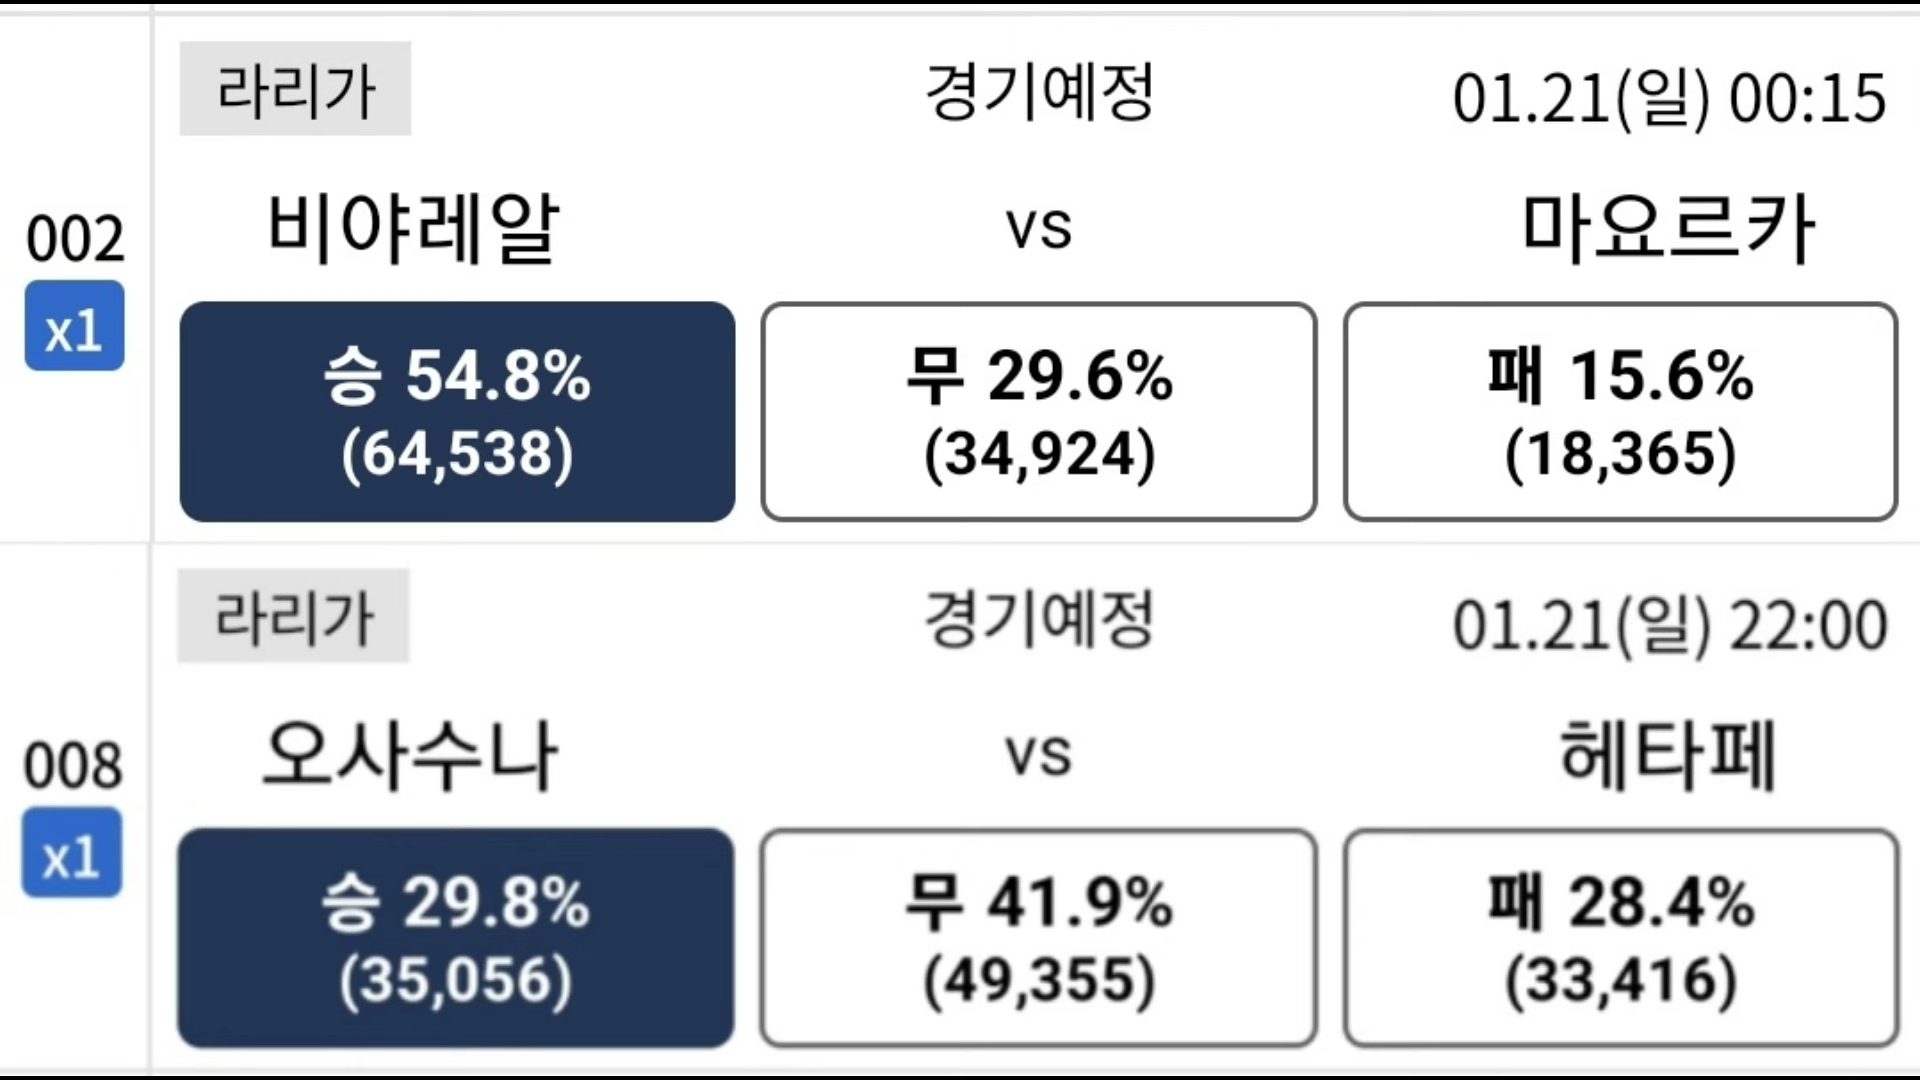 라리가 경기예정 01.21(일) 00:15
002 비야레알 vs 마요르카
x1
승 54.8% 무 29.6% 패 15.6%
(64,538) (34,924) (18,365)
라리가 경기예정 01.21(일) 22:00
008 오사수나 vs 헤타페
x1
승 29.8% 무 41.9% 패 28.4%
(35,056) (49,355) (33,416)